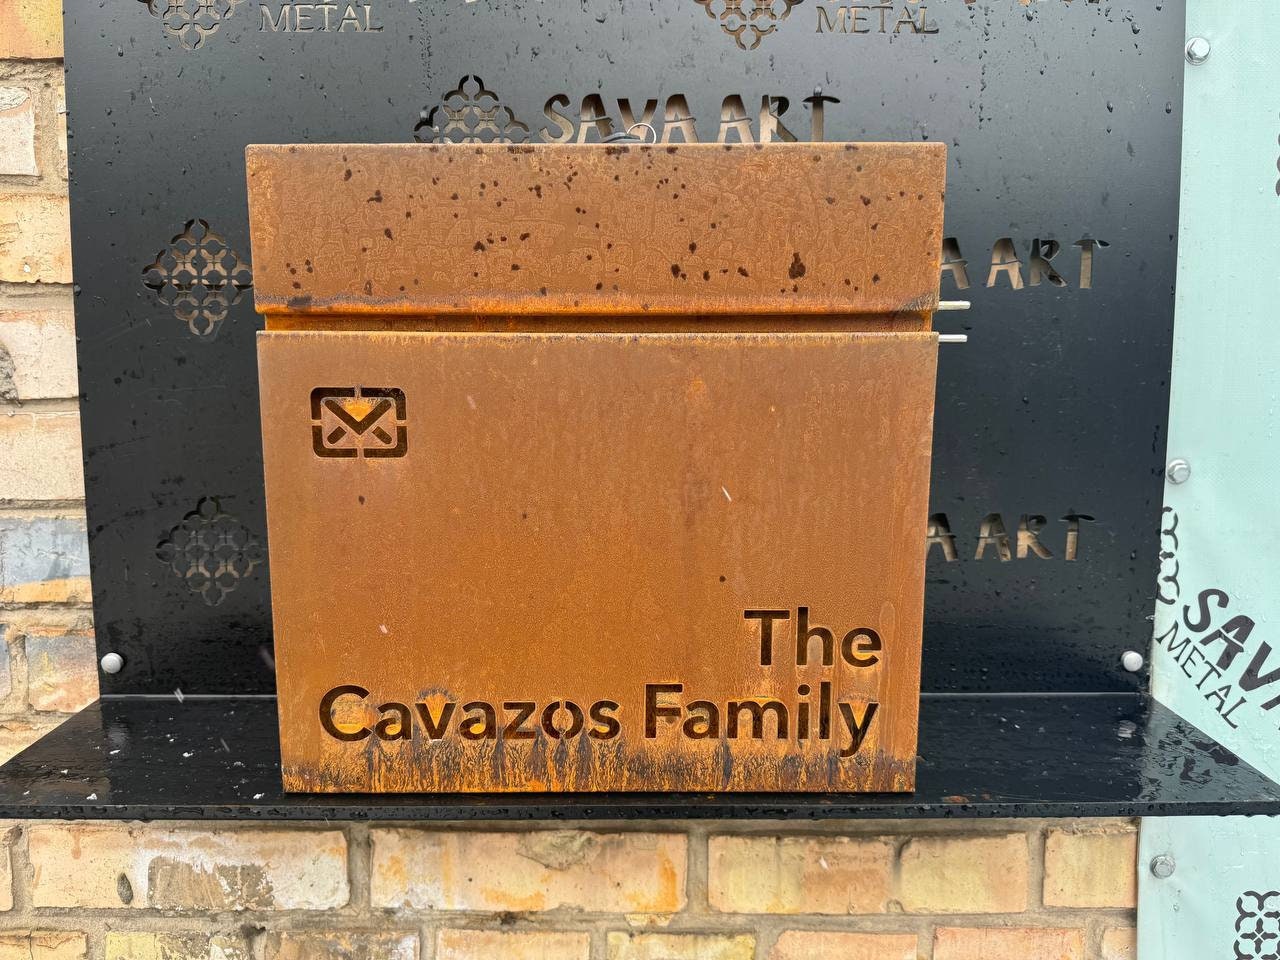 METAL
METAL
SAVA ART
A ART
The
Cavazos Family
A ART
SAVA
METAL